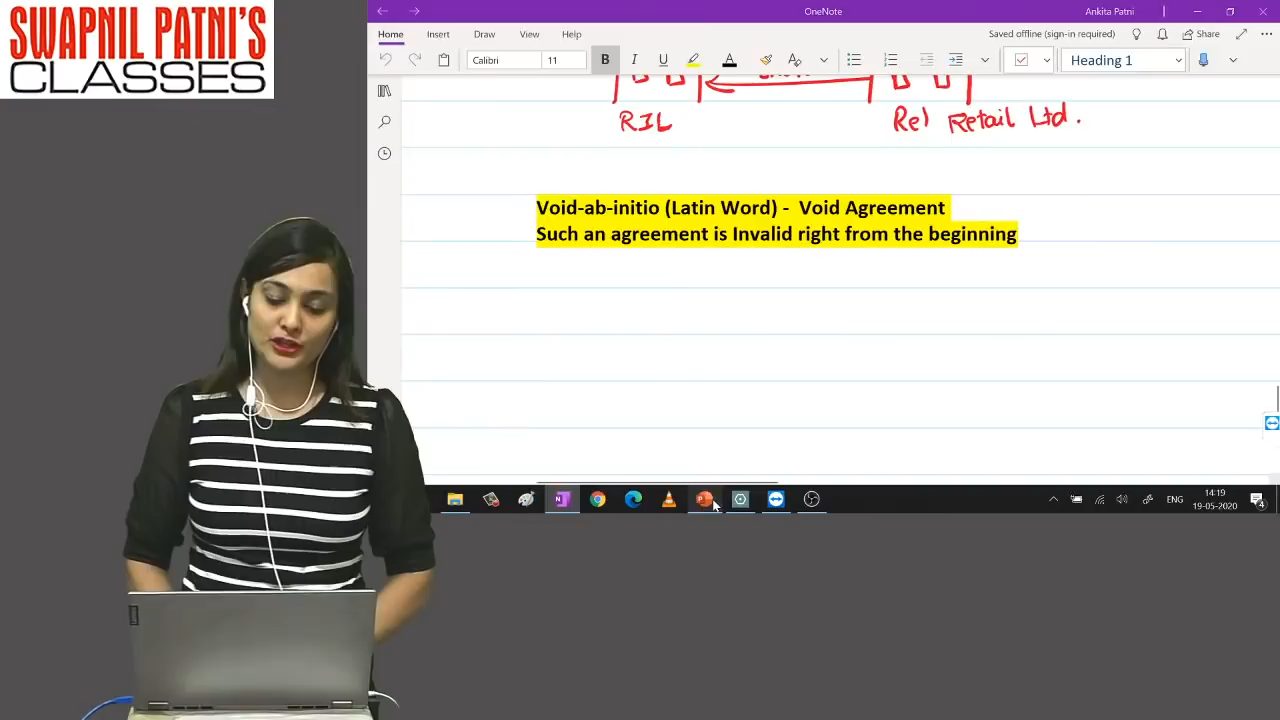 SWAPNIL PATNI'S
CLASSES
OneNote
Ankita Patni
Home Insert Draw View Help
Saved offline (sign-in required)
Share
Calibri 11 B I U A Heading 1
RIL
Rel Retail Ltd.
Void-ab-initio (Latin Word) - Void Agreement
Such an agreement is Invalid right from the beginning
ENG
14:19
19-05-2020
4